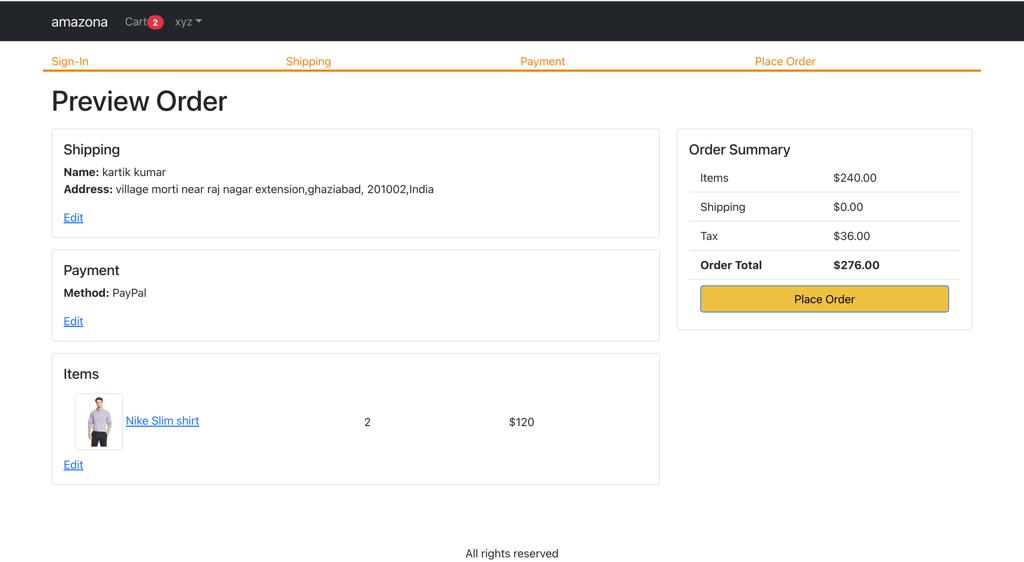 amazona Cart 2 xyz
Sign-In Shipping Payment Place Order
Preview Order
Shipping
Name: kartik kumar
Address: village morti near raj nagar extension,ghaziabad, 201002,India
Edit
Payment
Method: PayPal
Edit
Items
Nike Slim shirt 2 $120
Edit
Order Summary
Items $240.00
Shipping $0.00
Tax $36.00
Order Total $276.00
Place Order
All rights reserved